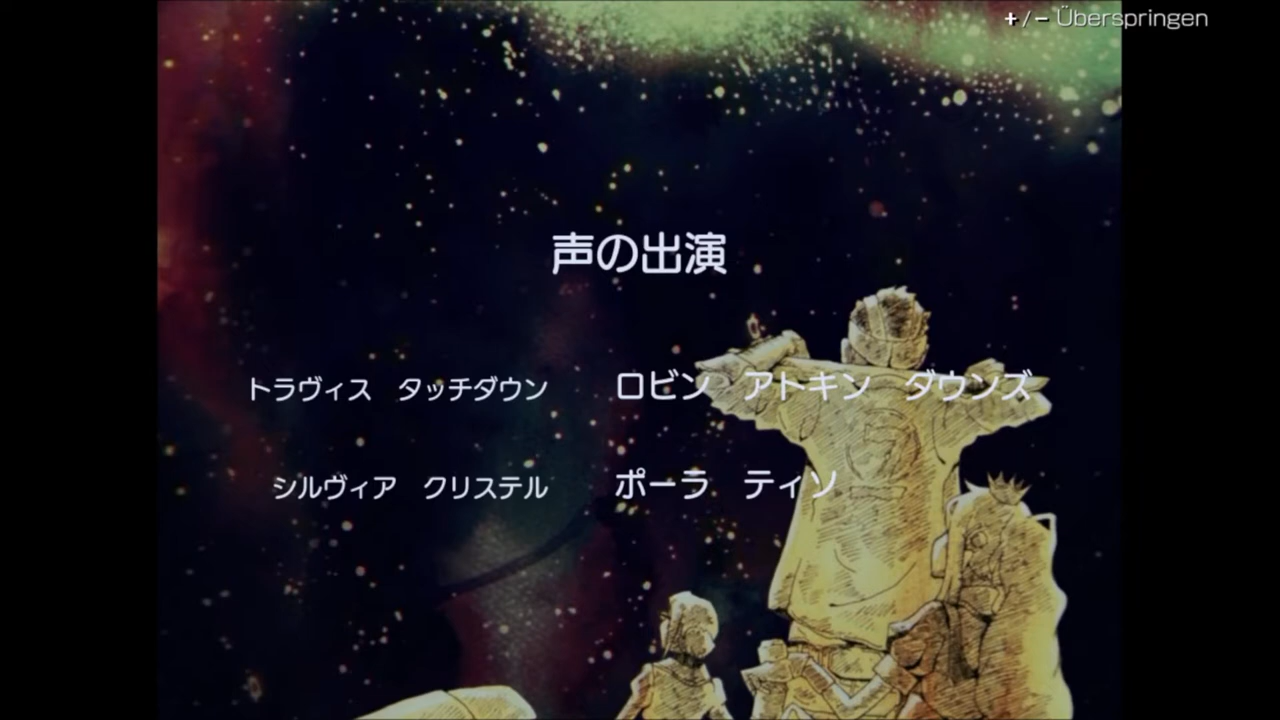 +/− Überspringen
声の出演
トラヴィス　タッチダウン　ロビン　アトキン　ダウンズ
シルヴィア　クリステル　ポーラ　ティソ